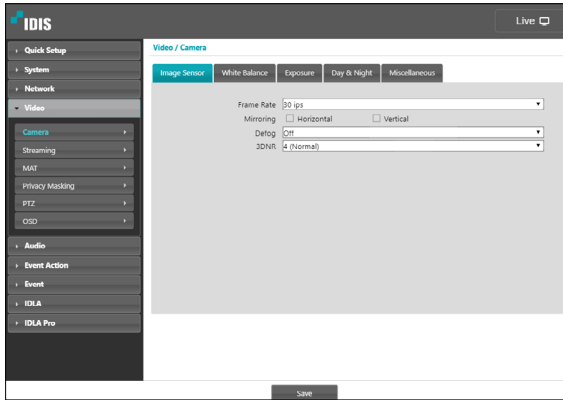 IDIS
Live
Quick Setup
System
Network
Video
Camera
Streaming
MAT
Privacy Masking
PTZ
OSD
Audio
Event Action
Event
IDLA
IDLA Pro
Video / Camera
Image Sensor
White Balance
Exposure
Day & Night
Miscellaneous
Frame Rate 30 ips
Mirroring Horizontal Vertical
Defog Off
3DNR 4 (Normal)
Save